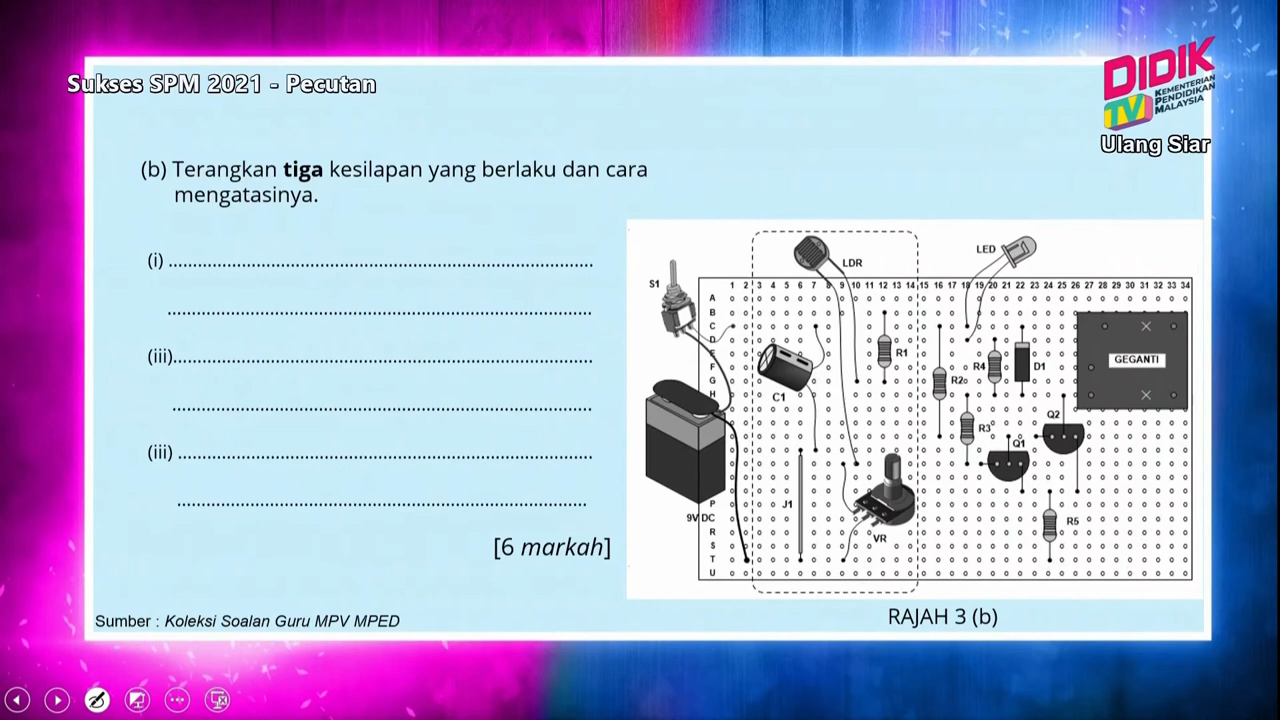 Sukses SPM 2021 - Pecutan
DIDIK
TV
KEMENTERIAN
PENDIDIKAN
MALAYSIA
Ulang Siar
(b) Terangkan tiga kesilapan yang berlaku dan cara
mengatasinya.
(i) ..............................................................................
..............................................................................
(iii)..............................................................................
..............................................................................
(iii) ..............................................................................
..............................................................................
[6 markah]
S1
LDR
LED
1 2 3 4 5 6 7 8 9 10 11 12 13 14 15 16 17 18 19 20 21 22 23 24 25 26 27 28 29 30 31 32 33 34
A
B
C
D
F
G
H
P
R
S
T
U
R1
C1
R2
R4
D1
GEGANTI
R3
Q1
Q2
J1
9V DC
VR
R5
RAJAH 3 (b)
Sumber : Koleksi Soalan Guru MPV MPED